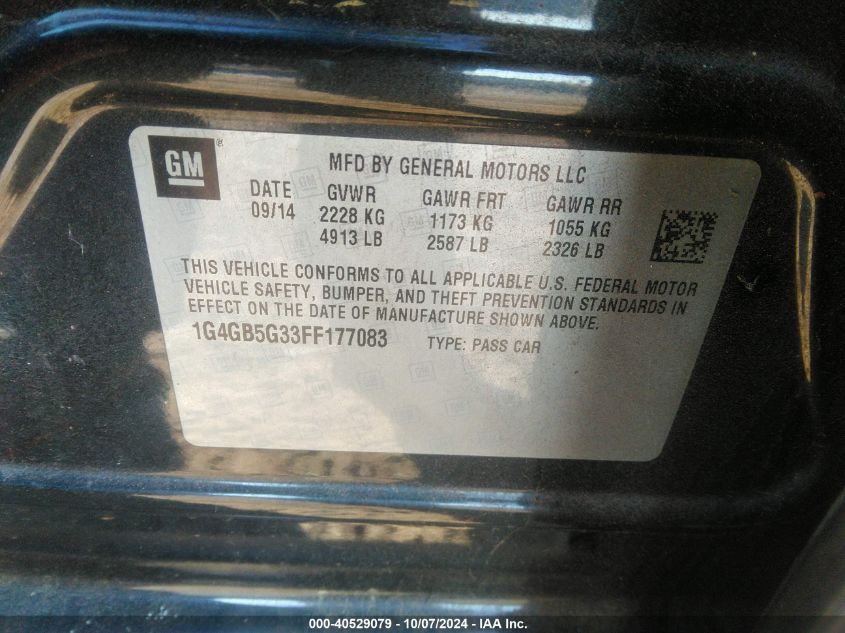 GM®
MFD BY GENERAL MOTORS LLC
DATE GVWR GAWR FRT GAWR RR
09/14 2228 KG 1173 KG 1055 KG
4913 LB 2587 LB 2326 LB
THIS VEHICLE CONFORMS TO ALL APPLICABLE U.S. FEDERAL MOTOR
VEHICLE SAFETY, BUMPER, AND THEFT PREVENTION STANDARDS IN
EFFECT ON THE DATE OF MANUFACTURE SHOWN ABOVE.
1G4GB5G33FF177083 TYPE: PASS CAR
000-40529079 - 10/07/2024 - IAA Inc.